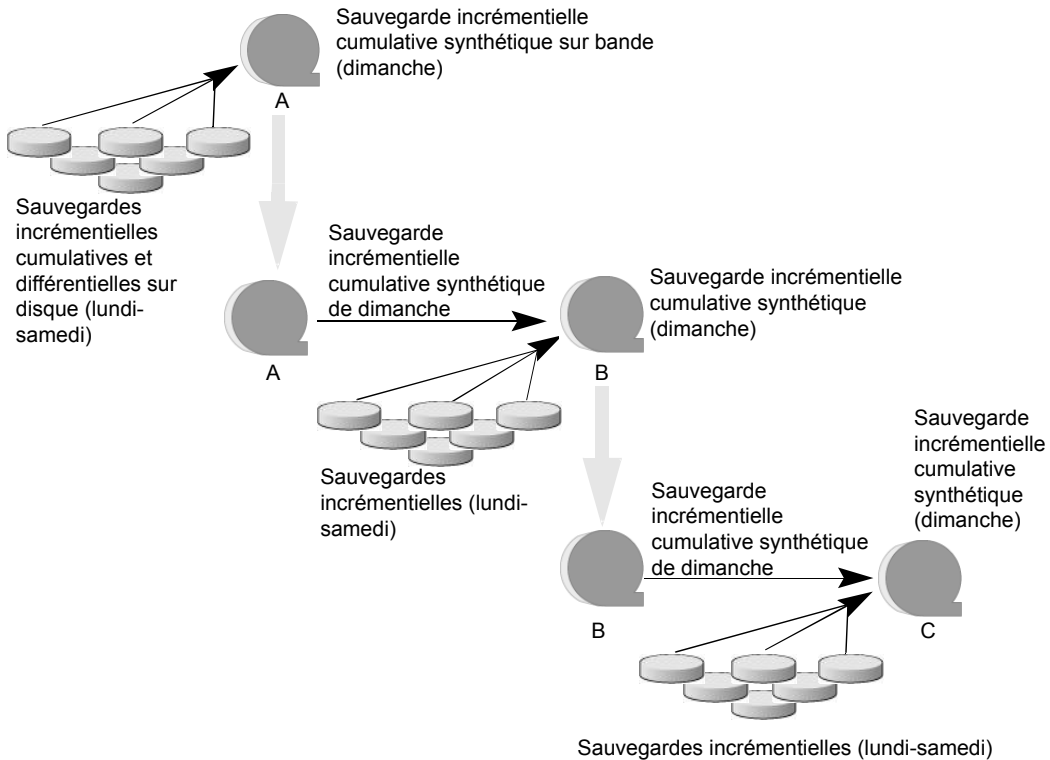 Sauvegarde incrémentielle
cumulative synthétique sur bande
(dimanche)
A
Sauvegardes
incrémentielles
cumulatives et
différentielles sur
disque (lundi-
samedi)
Sauvegarde
incrémentielle
cumulative synthétique
de dimanche
Sauvegarde incrémentielle
cumulative synthétique
(dimanche)
A
B
Sauvegardes
incrémentielles (lundi-
samedi)
Sauvegarde
incrémentielle
cumulative synthétique
de dimanche
Sauvegarde
incrémentielle
cumulative
synthétique
(dimanche)
B
C
Sauvegardes incrémentielles (lundi-samedi)